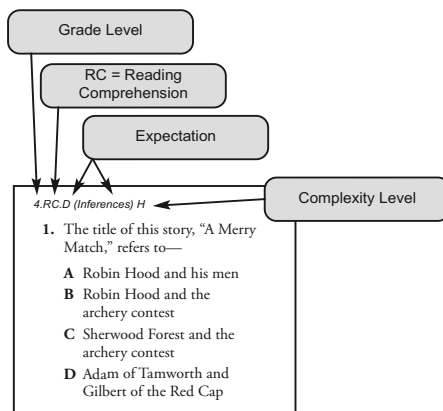 Grade Level
RC = Reading
Comprehension
Expectation
4.RC.D (Inferences) H
Complexity Level
1. The title of this story, “A Merry
Match,” refers to—
A Robin Hood and his men
B Robin Hood and the
archery contest
C Sherwood Forest and the
archery contest
D Adam of Tamworth and
Gilbert of the Red Cap